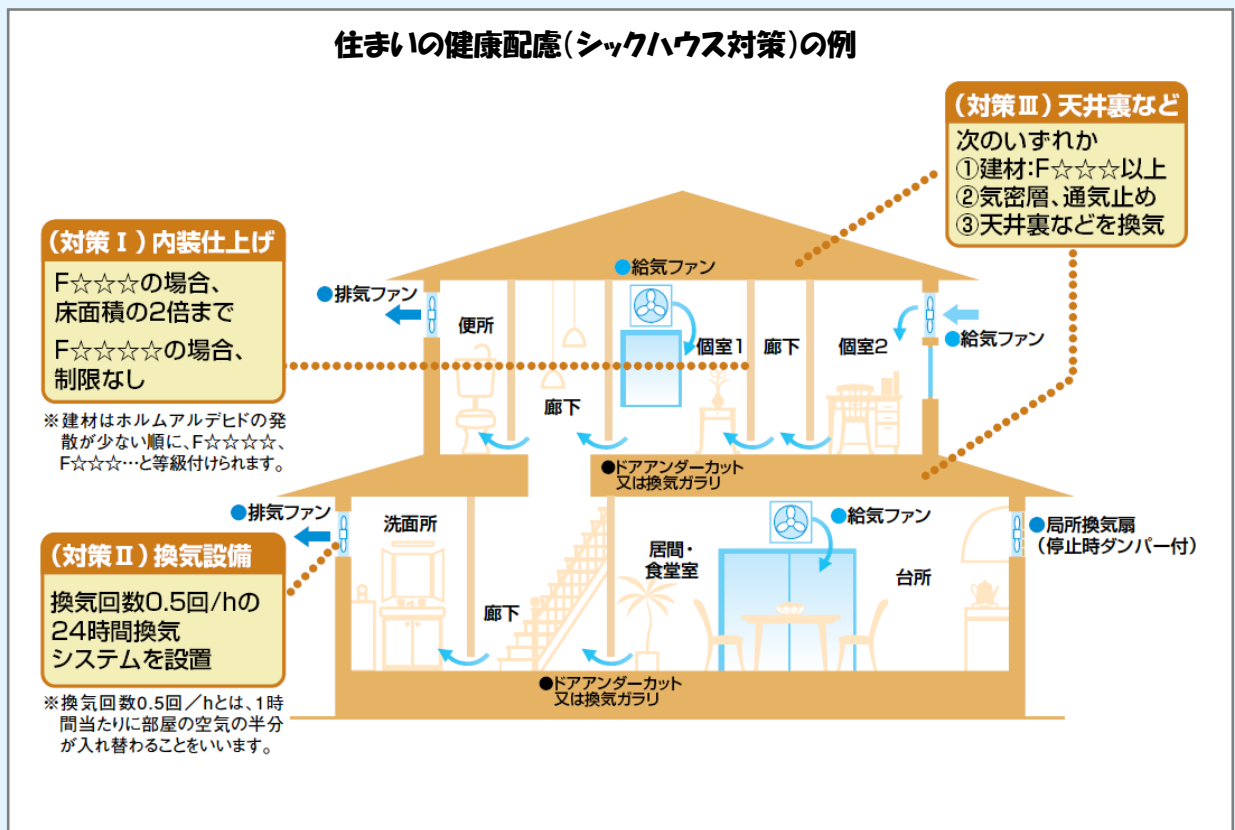 住まいの健康配慮(シックハウス対策)の例
(対策Ⅲ)天井裏など
次のいずれか
①建材:F☆☆☆以上
②気密層、通気止め
③天井裏などを換気
(対策Ⅰ)内装仕上げ
F☆☆☆の場合、
床面積の2倍まで
F☆☆☆☆の場合、
制限なし
※建材はホルムアルデヒドの発
散が少ない順に、F☆☆☆☆、
F☆☆☆…と等級付けられます。
●給気ファン
●排気ファン
便所
個室1
廊下
個室2
●給気ファン
廊下
●ドアアンダーカット
又は換気ガラリ
●排気ファン
洗面所
●給気ファン
●局所換気扇
(停止時ダンパー付)
居間・
食堂室
台所
廊下
(対策Ⅱ)換気設備
換気回数0.5回/hの
24時間換気
システムを設置
※換気回数0.5回/hとは、1時
間当たりに部屋の空気の半分
が入れ替わることをいいます。
●ドアアンダーカット
又は換気ガラリ